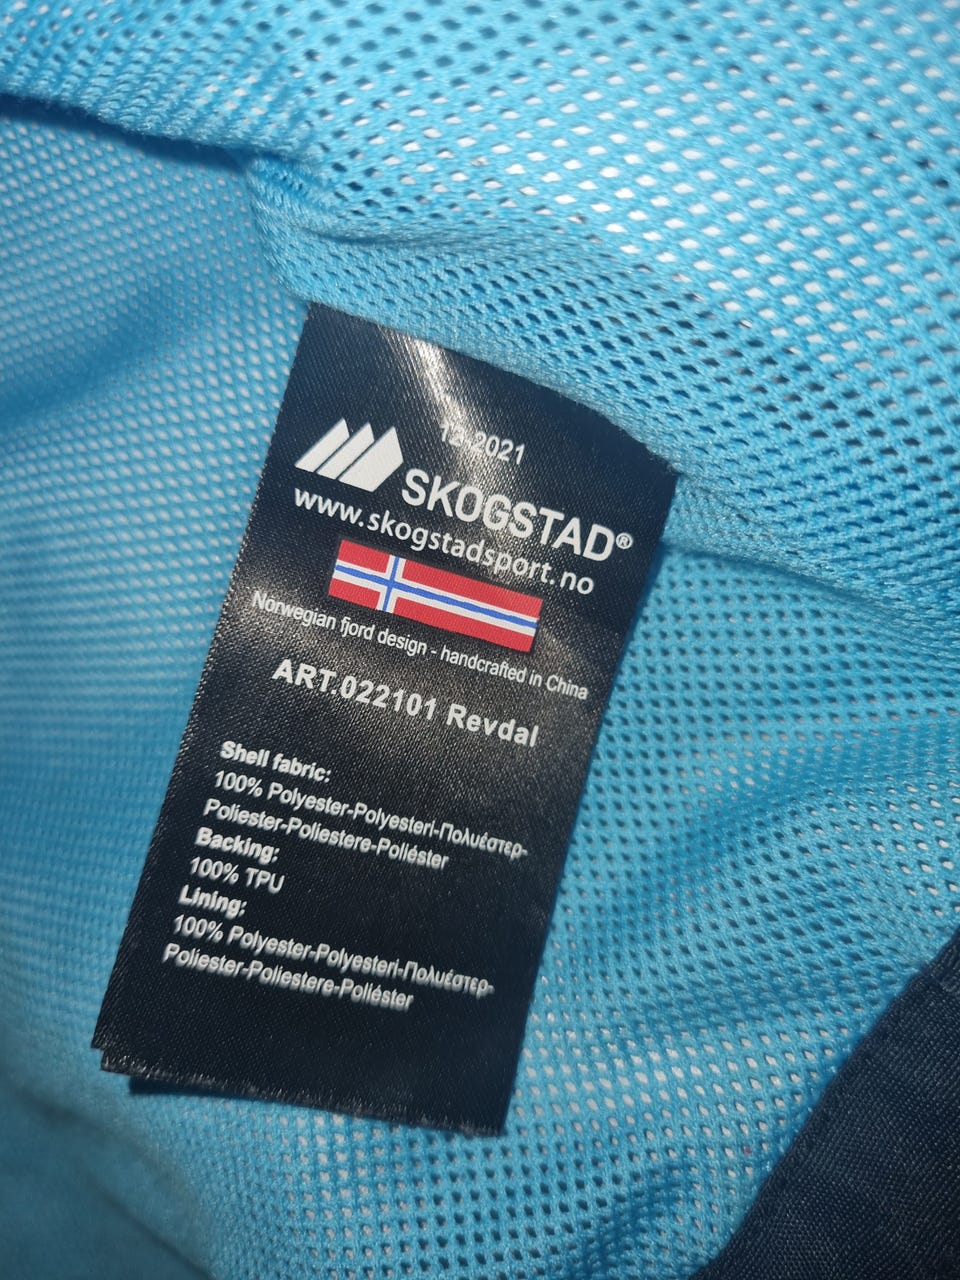 12.2021
SKOGSTAD®
www.skogstadsport.no
Norwegian fjord design - handcrafted in China
ART.022101 Revdal
Shell fabric:
100% Polyester-Polyesteri-Πολυέστερ-
Poliester-Poliestere-Poliéster
Backing:
100% TPU
Lining:
100% Polyester-Polyesteri-Πολυέστερ-
Poliester-Poliestere-Poliéster